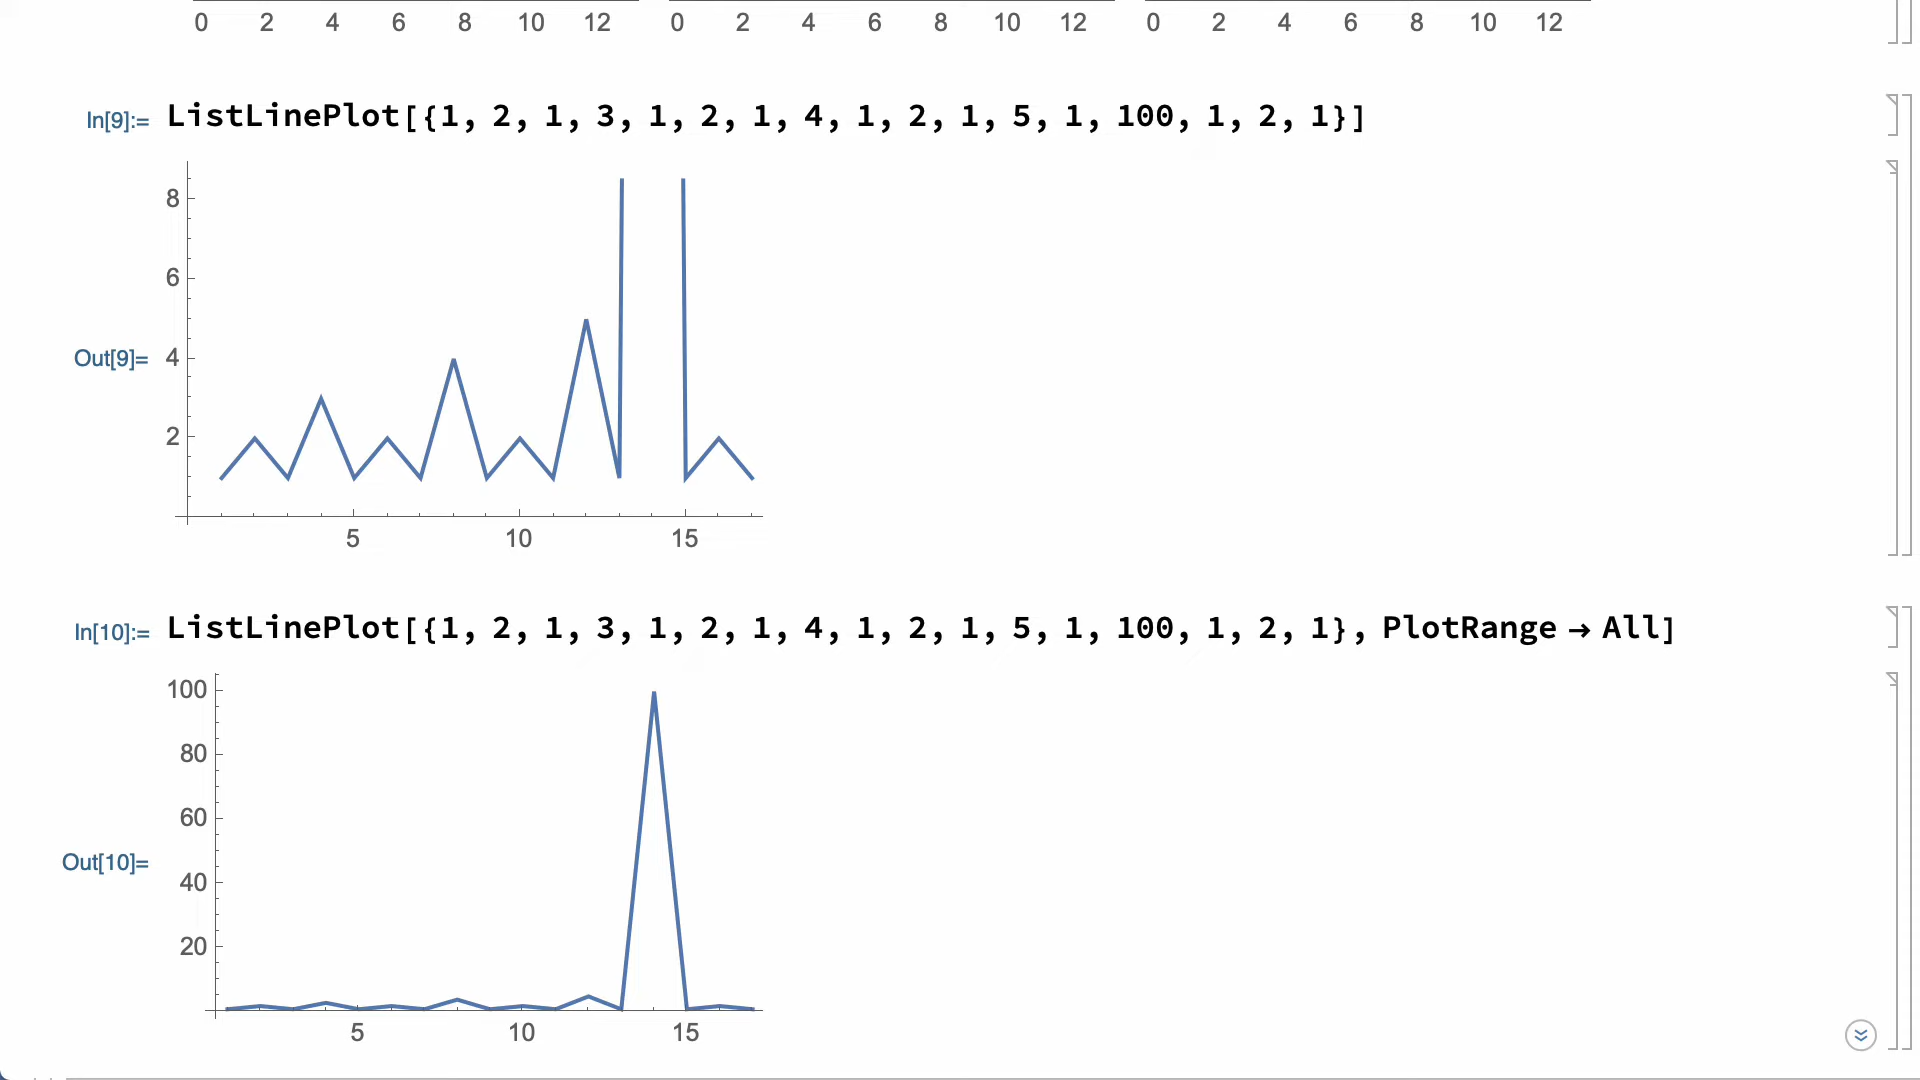 0 2 4 6 8 10 12 0 2 4 6 8 10 12 0 2 4 6 8 10 12
In[9]:= ListLinePlot[{1, 2, 1, 3, 1, 2, 1, 4, 1, 2, 1, 5, 1, 100, 1, 2, 1}]
8
6
Out[9]= 4
2
5 10 15
In[10]:= ListLinePlot[{1, 2, 1, 3, 1, 2, 1, 4, 1, 2, 1, 5, 1, 100, 1, 2, 1}, PlotRange → All]
100
80
60
Out[10]=
40
20
5 10 15